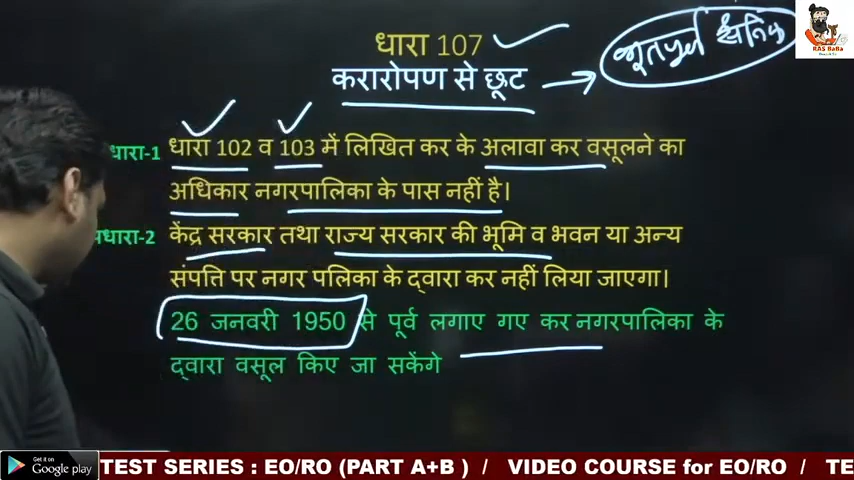 धारा 107
भूतपूर्व सैनिक
RAS BaBa
करारोपण से छूट
धारा-1 धारा 102 व 103 में लिखित कर के अलावा कर वसूलने का
अधिकार नगरपालिका के पास नहीं है।
पधारा-2 केंद्र सरकार तथा राज्य सरकार की भूमि व भवन या अन्य
संपत्ति पर नगर पलिका के द्वारा कर नहीं लिया जाएगा।
26 जनवरी 1950 से पूर्व लगाए गए कर नगरपालिका के
द्वारा वसूल किए जा सकेंगे
Get it on
Google play
TEST SERIES : EO/RO (PART A+B ) / VIDEO COURSE for EO/RO / TE